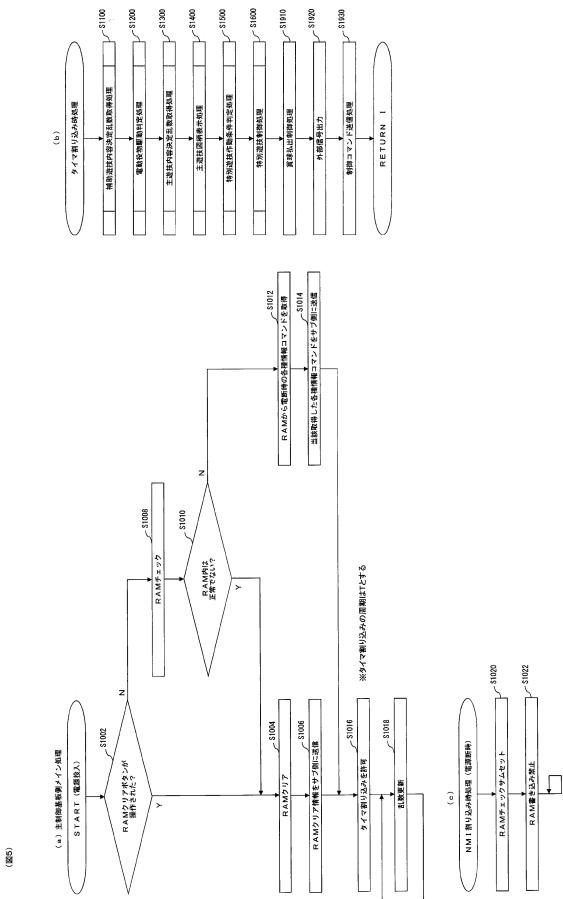 (図5)
(a) 主制御基板側メイン処理
START (電源投入)
S1002
RAMクリアボタンが
操作された?
N
Y
S1008
RAMチェック
S1010
RAM内は
正常でない?
N
Y
S1004
RAMクリア
S1006
RAMクリア情報をサブ側に送信
S1012
RAMから電断時の各種情報コマンドを取得
S1014
当該取得した各種情報コマンドをサブ側に送信
S1016
タイマ割り込みを許可
※タイマ割り込みの周期はTとする
S1018
乱数更新
(b)
タイマ割り込み時処理
S1100
補助遊技内容決定乱数取得処理
S1200
電動役物駆動判定処理
S1300
主遊技内容決定乱数取得処理
S1400
主遊技図柄表示処理
S1500
特別遊技作動条件判定処理
S1600
特別遊技制御処理
S1910
賞球払出制御処理
S1920
外部信号出力
S1930
制御コマンド送信処理
RETURN I
(c)
NMI割り込み時処理 (電源断時)
S1020
RAMチェックサムセット
S1022
RAM書き込み禁止